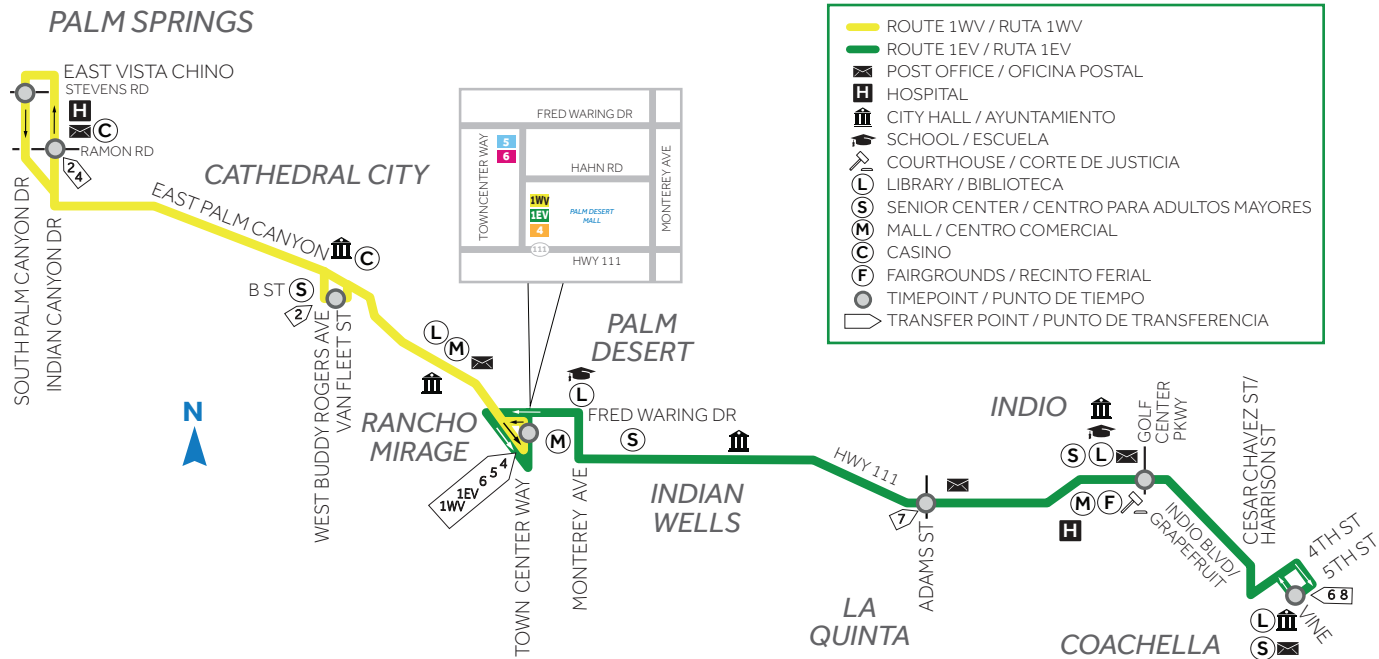 PALM SPRINGS
EAST VISTA CHINO
STEVENS RD
H
C
RAMON RD
2
4
SOUTH PALM CANYON DR
INDIAN CANYON DR
CATHEDRAL CITY
EAST PALM CANYON
C
B ST
S
2
WEST BUDDY ROGERS AVE
VAN FLEET ST
L
M
N
RANCHO
MIRAGE
FRED WARING DR
TOWNCENTER WAY
5
6
HAHN RD
MONTEREY AVE
1WV
1EV
4
PALM DESERT
MALL
111
HWY 111
PALM
DESERT
L
FRED WARING DR
M
S
1WV
1EV
6
5
4
TOWN CENTER WAY
MONTEREY AVE
INDIAN
WELLS
HWY 111
7
ADAMS ST
LA
QUINTA
INDIO
S
L
GOLF
CENTER
PKWY
M
F
H
INDIO BLVD/
GRAPEFRUIT
CESAR CHAVEZ ST/
HARRISON ST
4TH ST
5TH ST
6 8
VINE
L
S
COACHELLA
ROUTE 1WV / RUTA 1WV
ROUTE 1EV / RUTA 1EV
POST OFFICE / OFICINA POSTAL
H HOSPITAL
CITY HALL / AYUNTAMIENTO
SCHOOL / ESCUELA
COURTHOUSE / CORTE DE JUSTICIA
L LIBRARY / BIBLIOTECA
S SENIOR CENTER / CENTRO PARA ADULTOS MAYORES
M MALL / CENTRO COMERCIAL
C CASINO
F FAIRGROUNDS / RECINTO FERIAL
TIMEPOINT / PUNTO DE TIEMPO
TRANSFER POINT / PUNTO DE TRANSFERENCIA